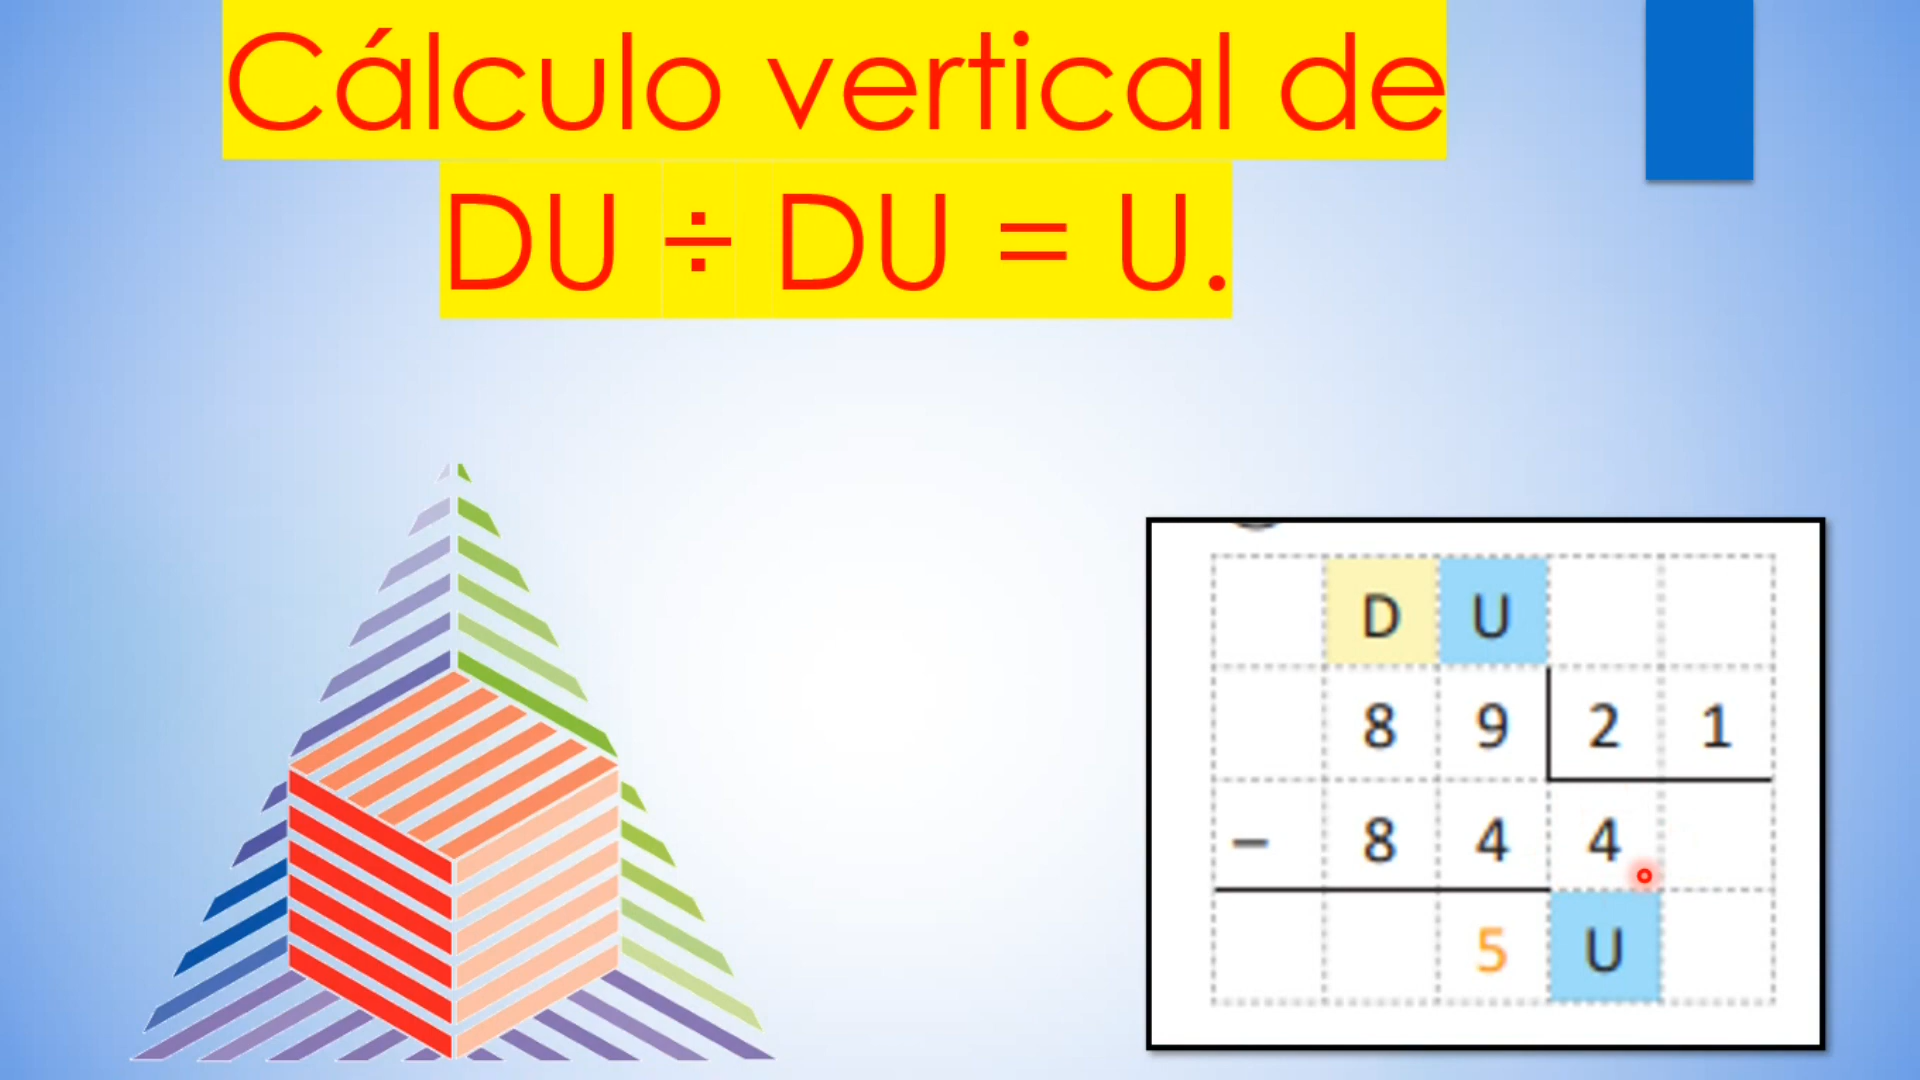 Cálculo vertical de
DU ÷ DU = U.
D U
8 9 2 1
− 8 4 4
5 U